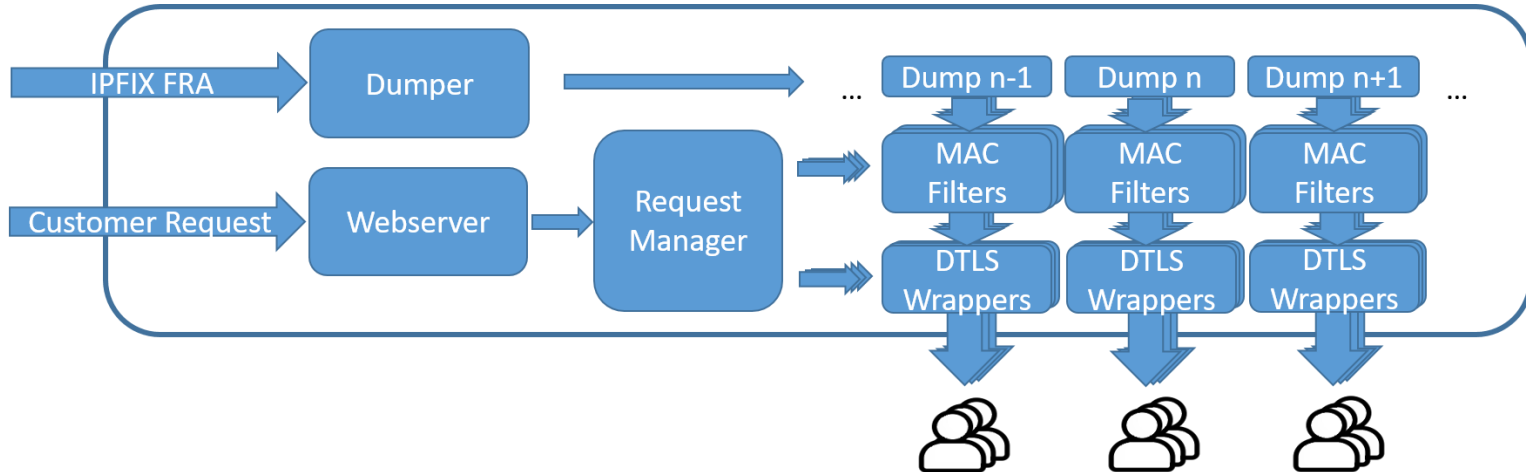 IPFIX FRA
Dumper
... Dump n-1 Dump n Dump n+1 ...
Customer Request
Webserver
Request
Manager
MAC
Filters
MAC
Filters
MAC
Filters
DTLS
Wrappers
DTLS
Wrappers
DTLS
Wrappers